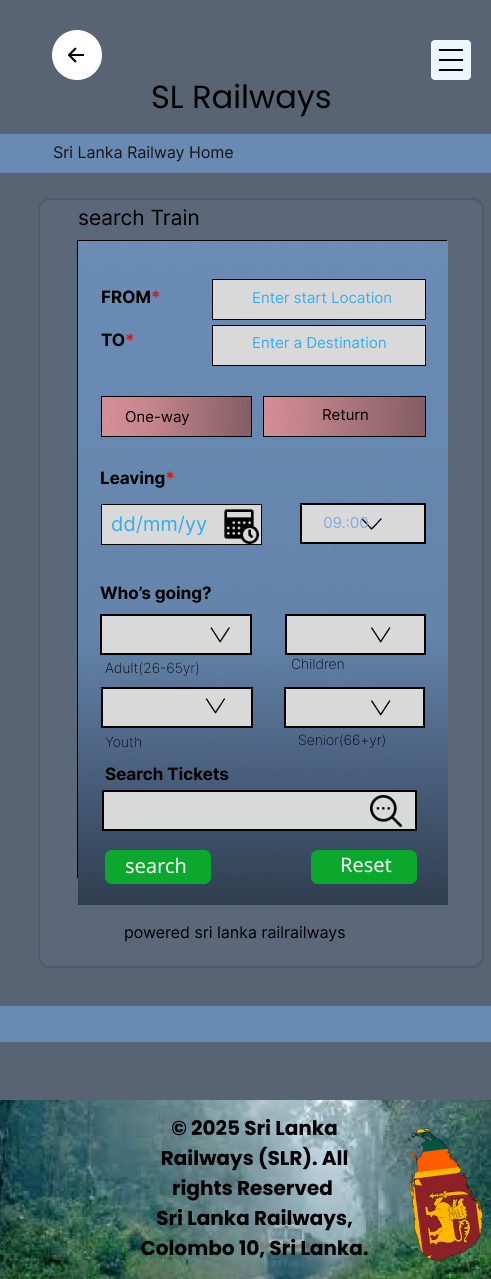 SL Railways
Sri Lanka Railway Home
search Train
FROM*
Enter start Location
TO*
Enter a Destination
One-way
Return
Leaving*
dd/mm/yy
09.:00
Who's going?
Adult(26-65yr)
Children
Youth
Senior(66+yr)
Search Tickets
search
Reset
powered sri lanka railrailways
© 2025 Sri Lanka
Railways (SLR). All
rights Reserved
Sri Lanka Railways,
Colombo 10, Sri Lanka.